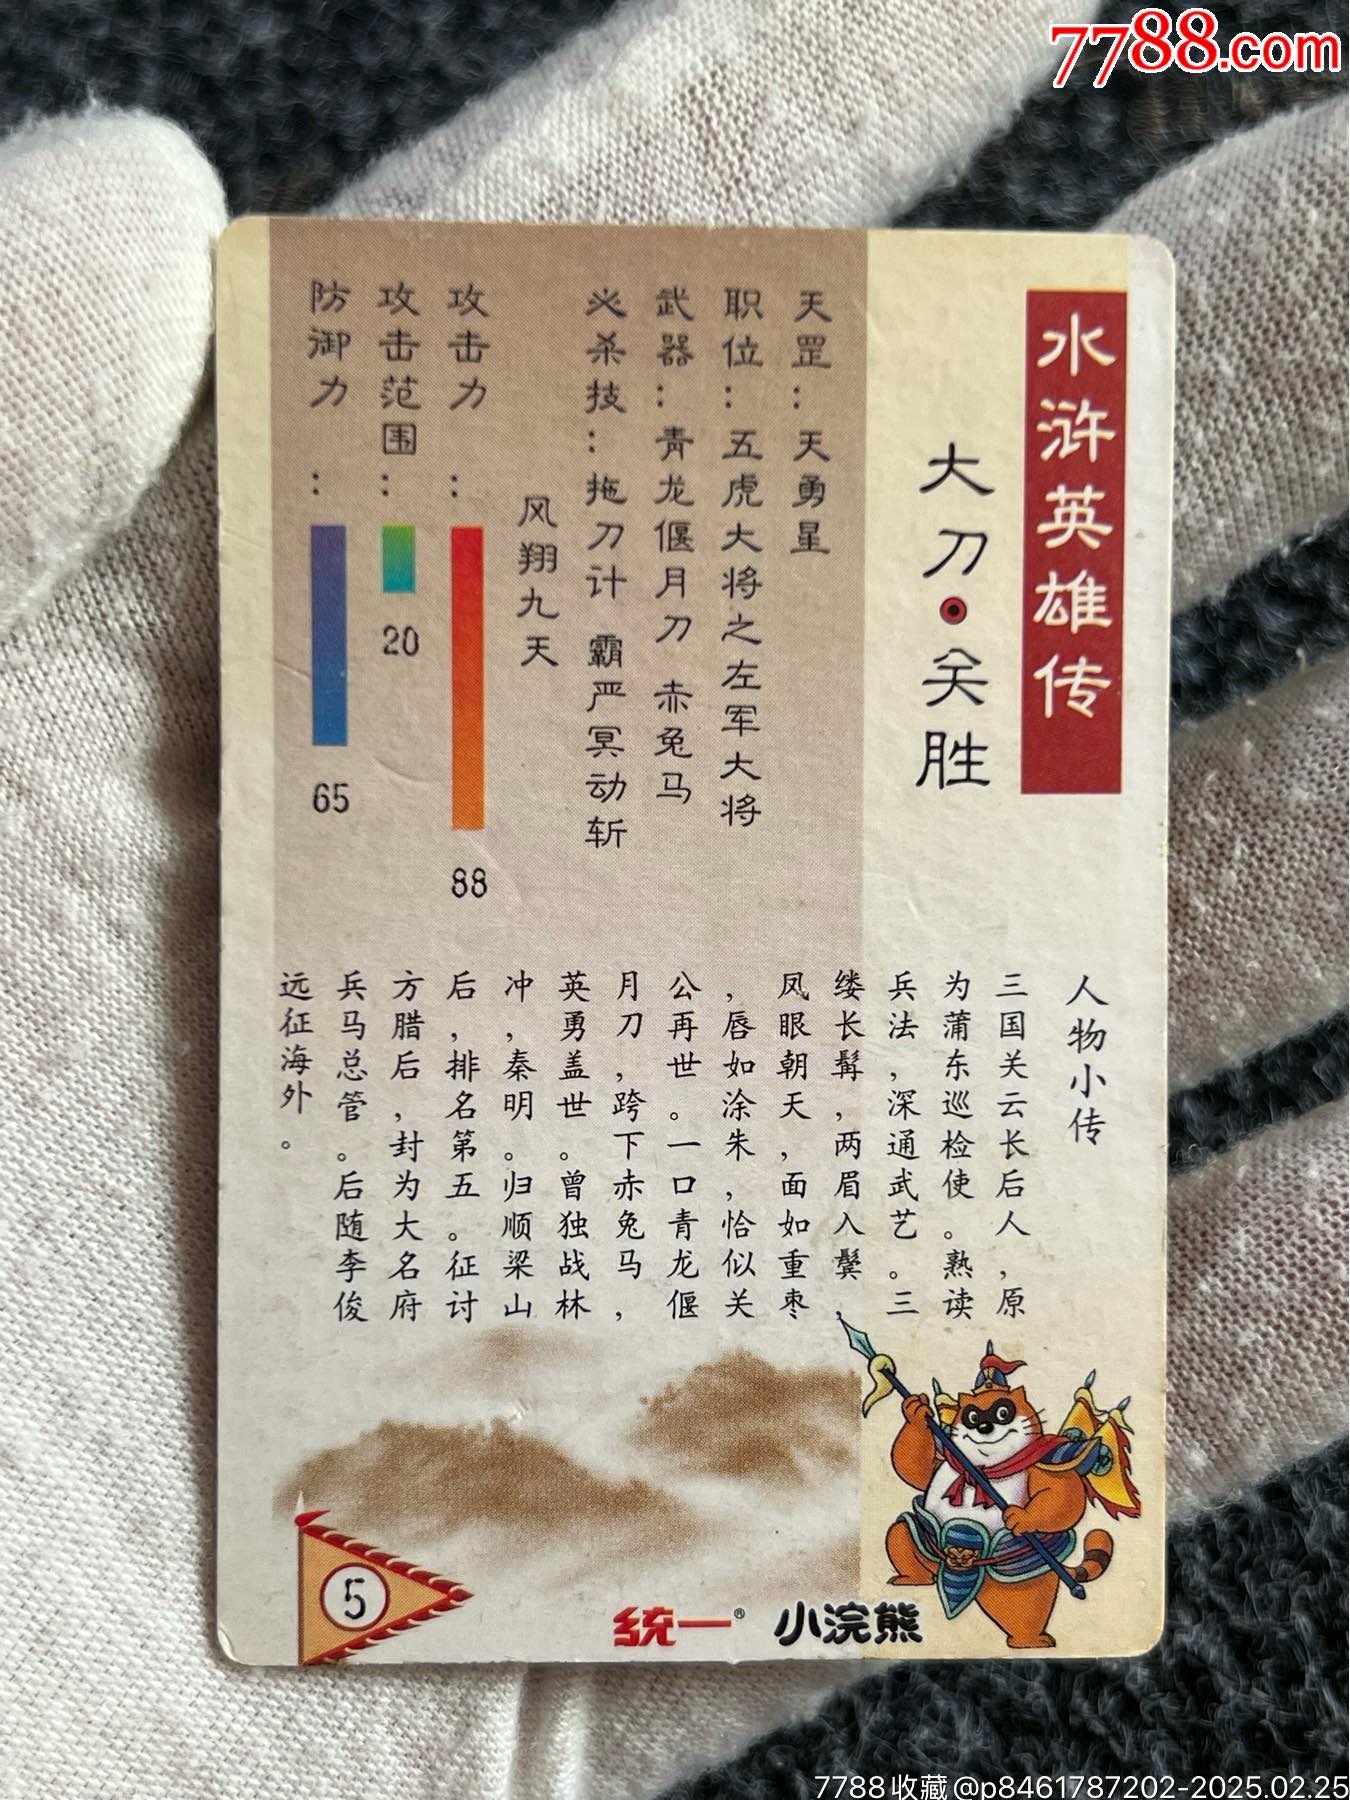 7788.com
水浒英雄传
大刀·关胜
天罡：天勇星
职位：五虎大将之左军大将
武器：青龙偃月刀 赤兔马
必杀技：拖刀计 霸严冥动斩
风翔九天
攻击力：88
攻击范围：20
防御力：65
人物小传
三国关云长后人，原
为蒲东巡检使。熟读
兵法，深通武艺。三
缕长髯，两眉入鬓，
凤眼朝天，面如重枣
，唇如涂朱，恰似关
公再世。一口青龙偃
月刀，跨下赤兔马，
英勇盖世。曾独战林
冲，秦明。归顺梁山
后，排名第五。征讨
方腊后，封为大名府
兵马总管。后随李俊
远征海外。
5
统一® 小浣熊
7788收藏@p8461787202-2025.02.25